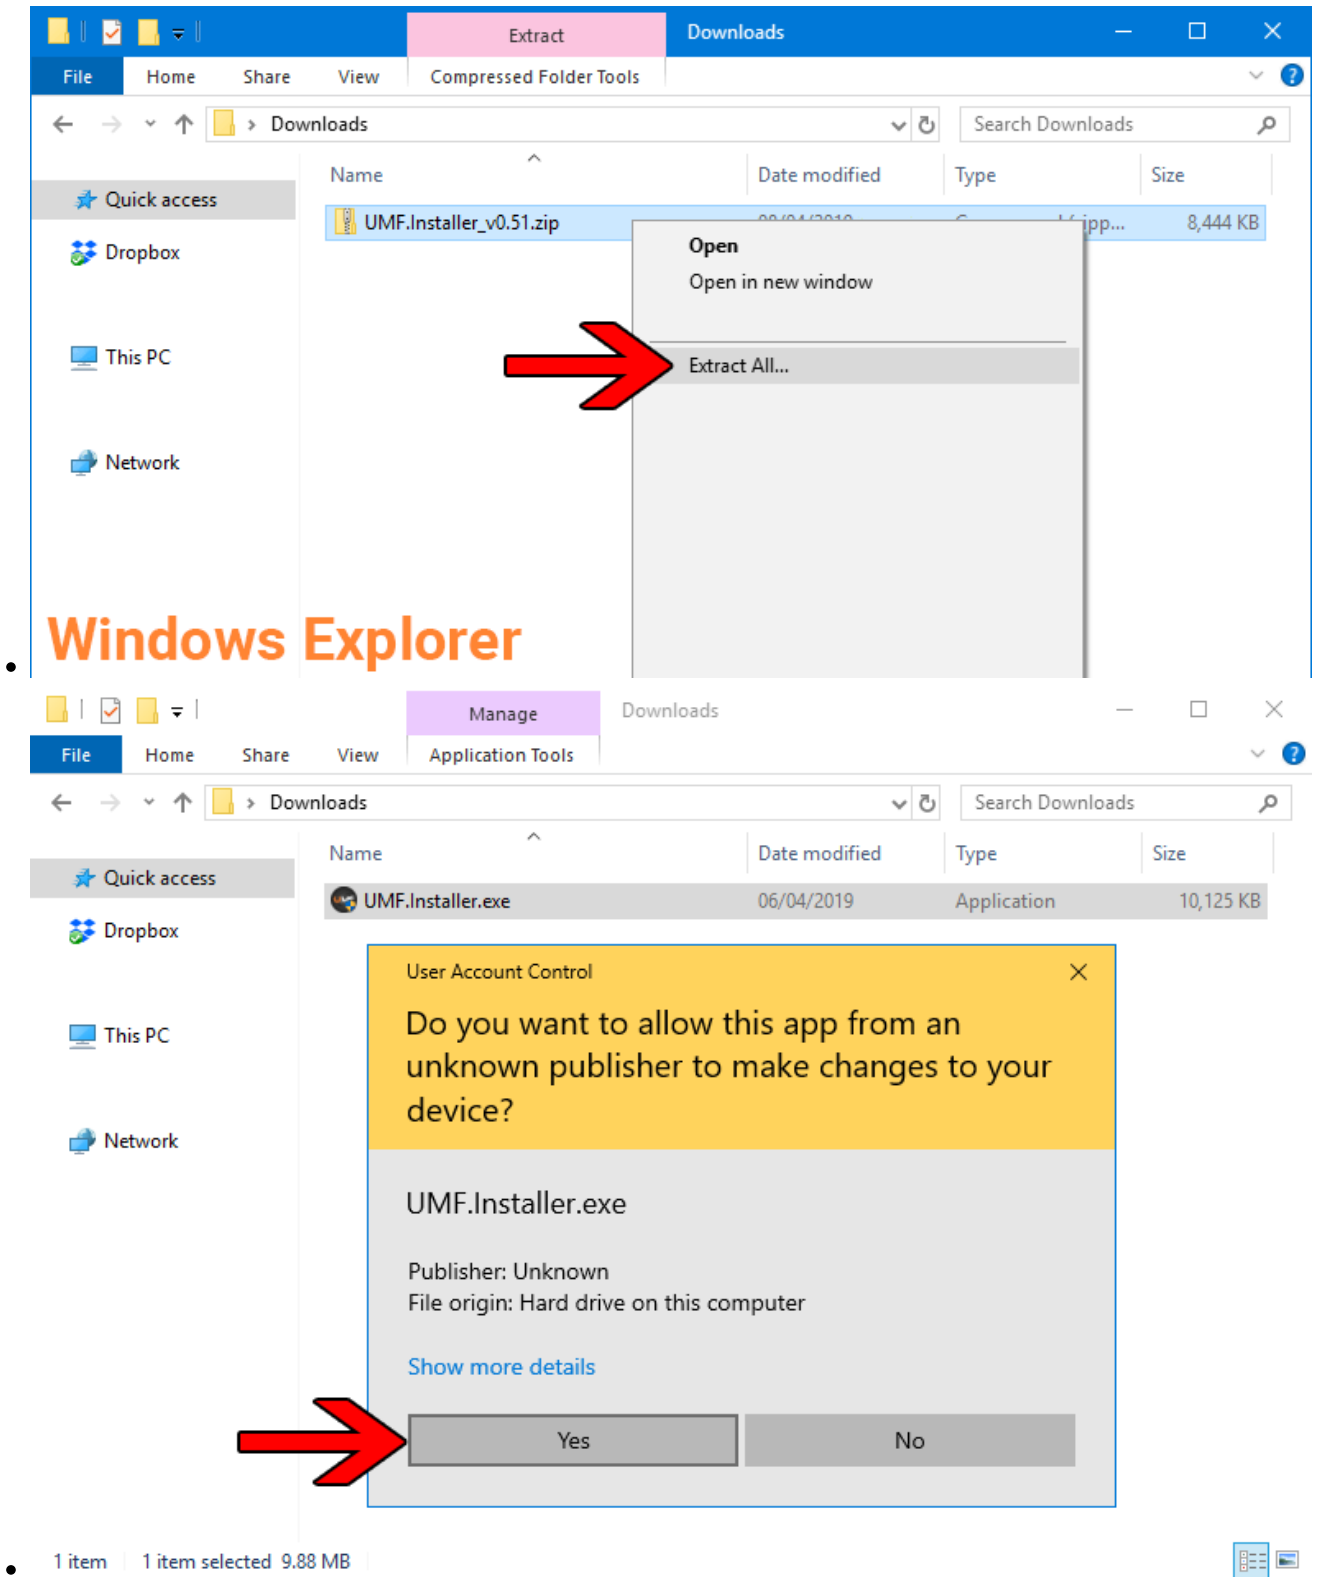 Extract
Downloads
File
Home
Share
View
Compressed Folder Tools
Downloads
Search Downloads
Name
Date modified
Type
Size
Quick access
UMF.Installer_v0.51.zip
8,444 KB
Open
Dropbox
Open in new window
This PC
Extract All...
Network
Windows Explorer
Manage
Downloads
File
Home
Share
View
Application Tools
Downloads
Search Downloads
Name
Date modified
Type
Size
Quick access
UMF.Installer.exe
06/04/2019
Application
10,125 KB
Dropbox
User Account Control
Do you want to allow this app from an
unknown publisher to make changes to your
device?
This PC
Network
UMF.Installer.exe
Publisher: Unknown
File origin: Hard drive on this computer
Show more details
Yes
No
1 item
1 item selected 9.88 MB